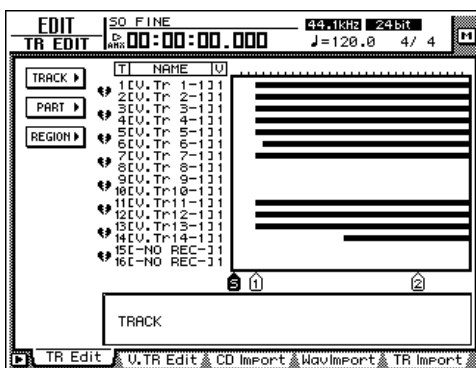 EDIT
TR EDIT
SO FINE
AMX 00:00:00.000
44.1kHz 24bit
♩=120.0 4/ 4
M
TRACK
PART
REGION
T NAME V
1[V.Tr 1-1]1
2[V.Tr 2-1]1
3[V.Tr 3-1]1
4[V.Tr 4-1]1
5[V.Tr 5-1]1
6[V.Tr 6-1]1
7[V.Tr 7-1]1
8[V.Tr 8-1]1
9[V.Tr 9-1]1
10[V.Tr10-1]1
11[V.Tr11-1]1
12[V.Tr12-1]1
13[V.Tr13-1]1
14[V.Tr14-1]1
15[-NO REC-]1
16[-NO REC-]1
S 1 2
TRACK
TR Edit V.TR Edit CD Import WavImport TR Import